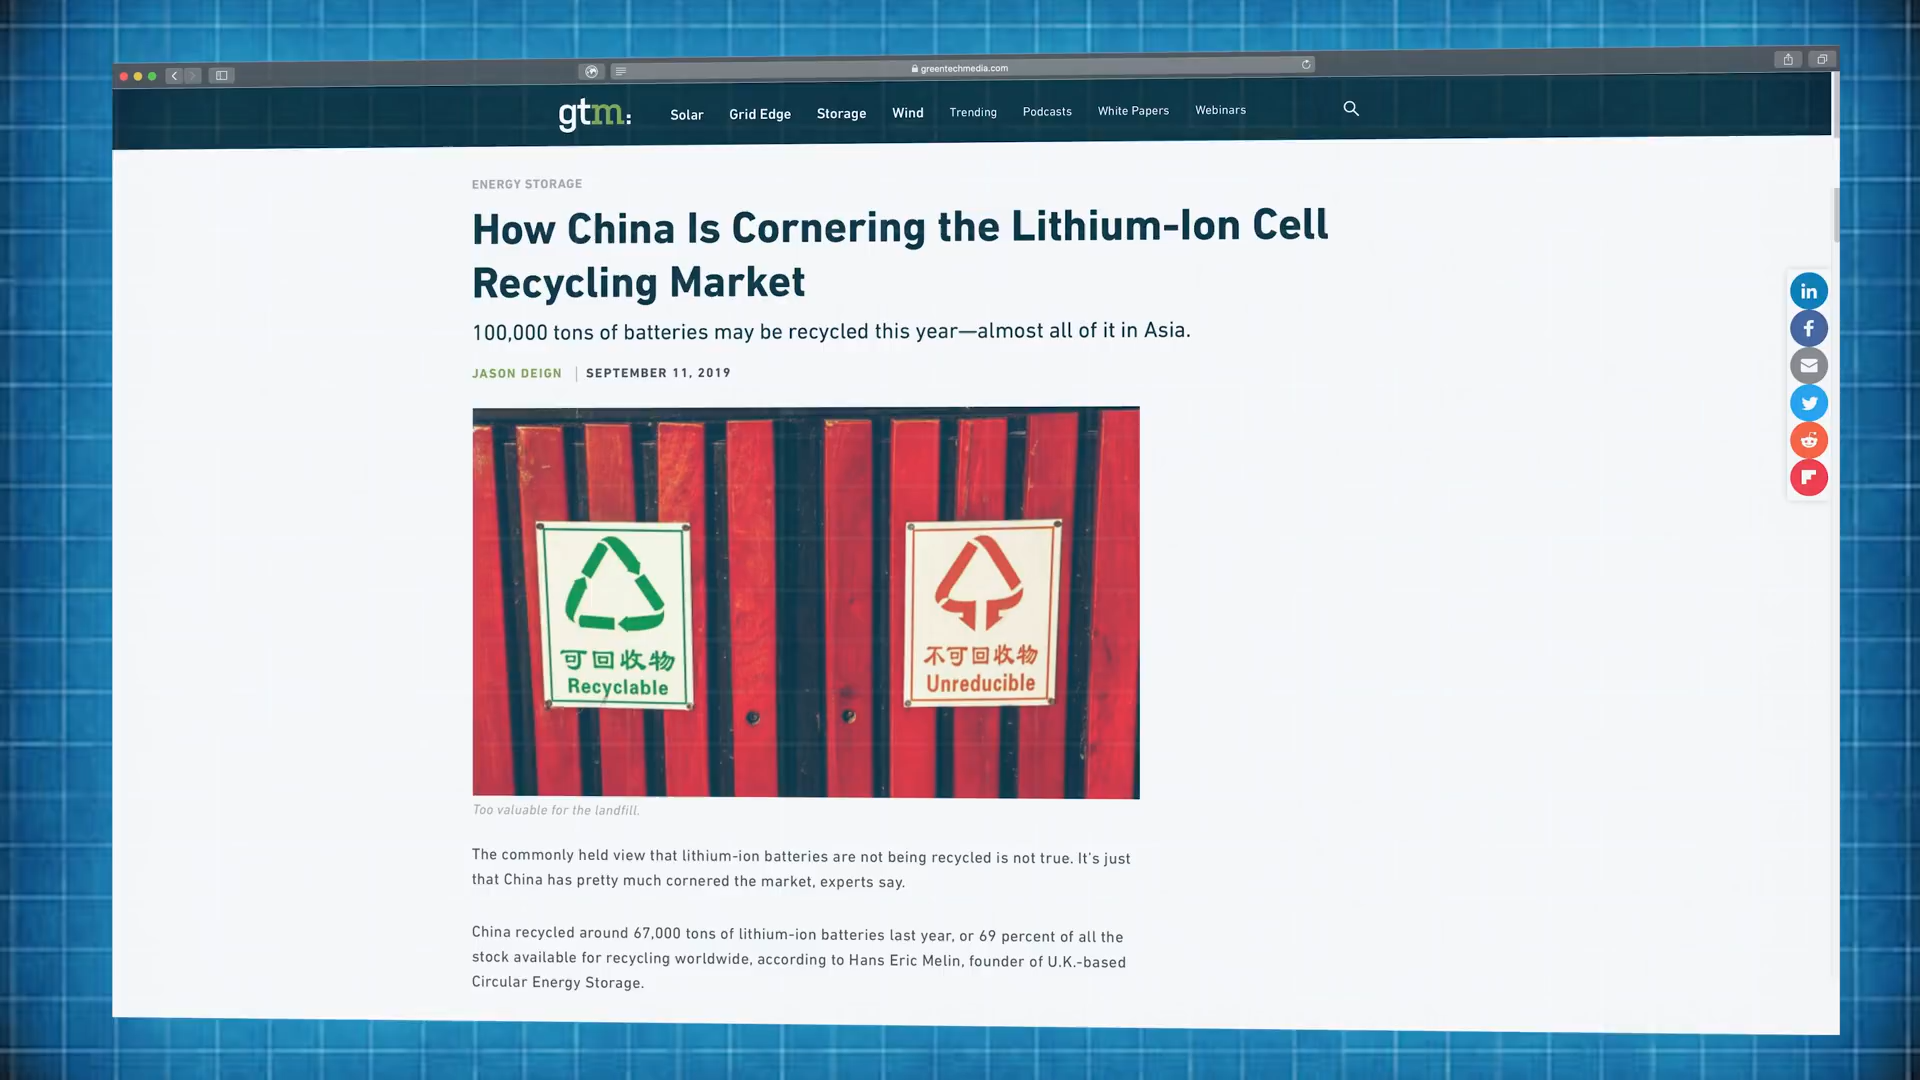 greentechmedia.com
gtm:
Solar Grid Edge Storage Wind Trending Podcasts White Papers Webinars
ENERGY STORAGE
How China Is Cornering the Lithium-Ion Cell
Recycling Market
100,000 tons of batteries may be recycled this year—almost all of it in Asia.
JASON DEIGN | SEPTEMBER 11, 2019
可回收物
Recyclable
不可回收物
Unreducible
Too valuable for the landfill.
The commonly held view that lithium-ion batteries are not being recycled is not true. It's just
that China has pretty much cornered the market, experts say.
China recycled around 67,000 tons of lithium-ion batteries last year, or 69 percent of all the
stock available for recycling worldwide, according to Hans Eric Melin, founder of U.K.-based
Circular Energy Storage.
in
f